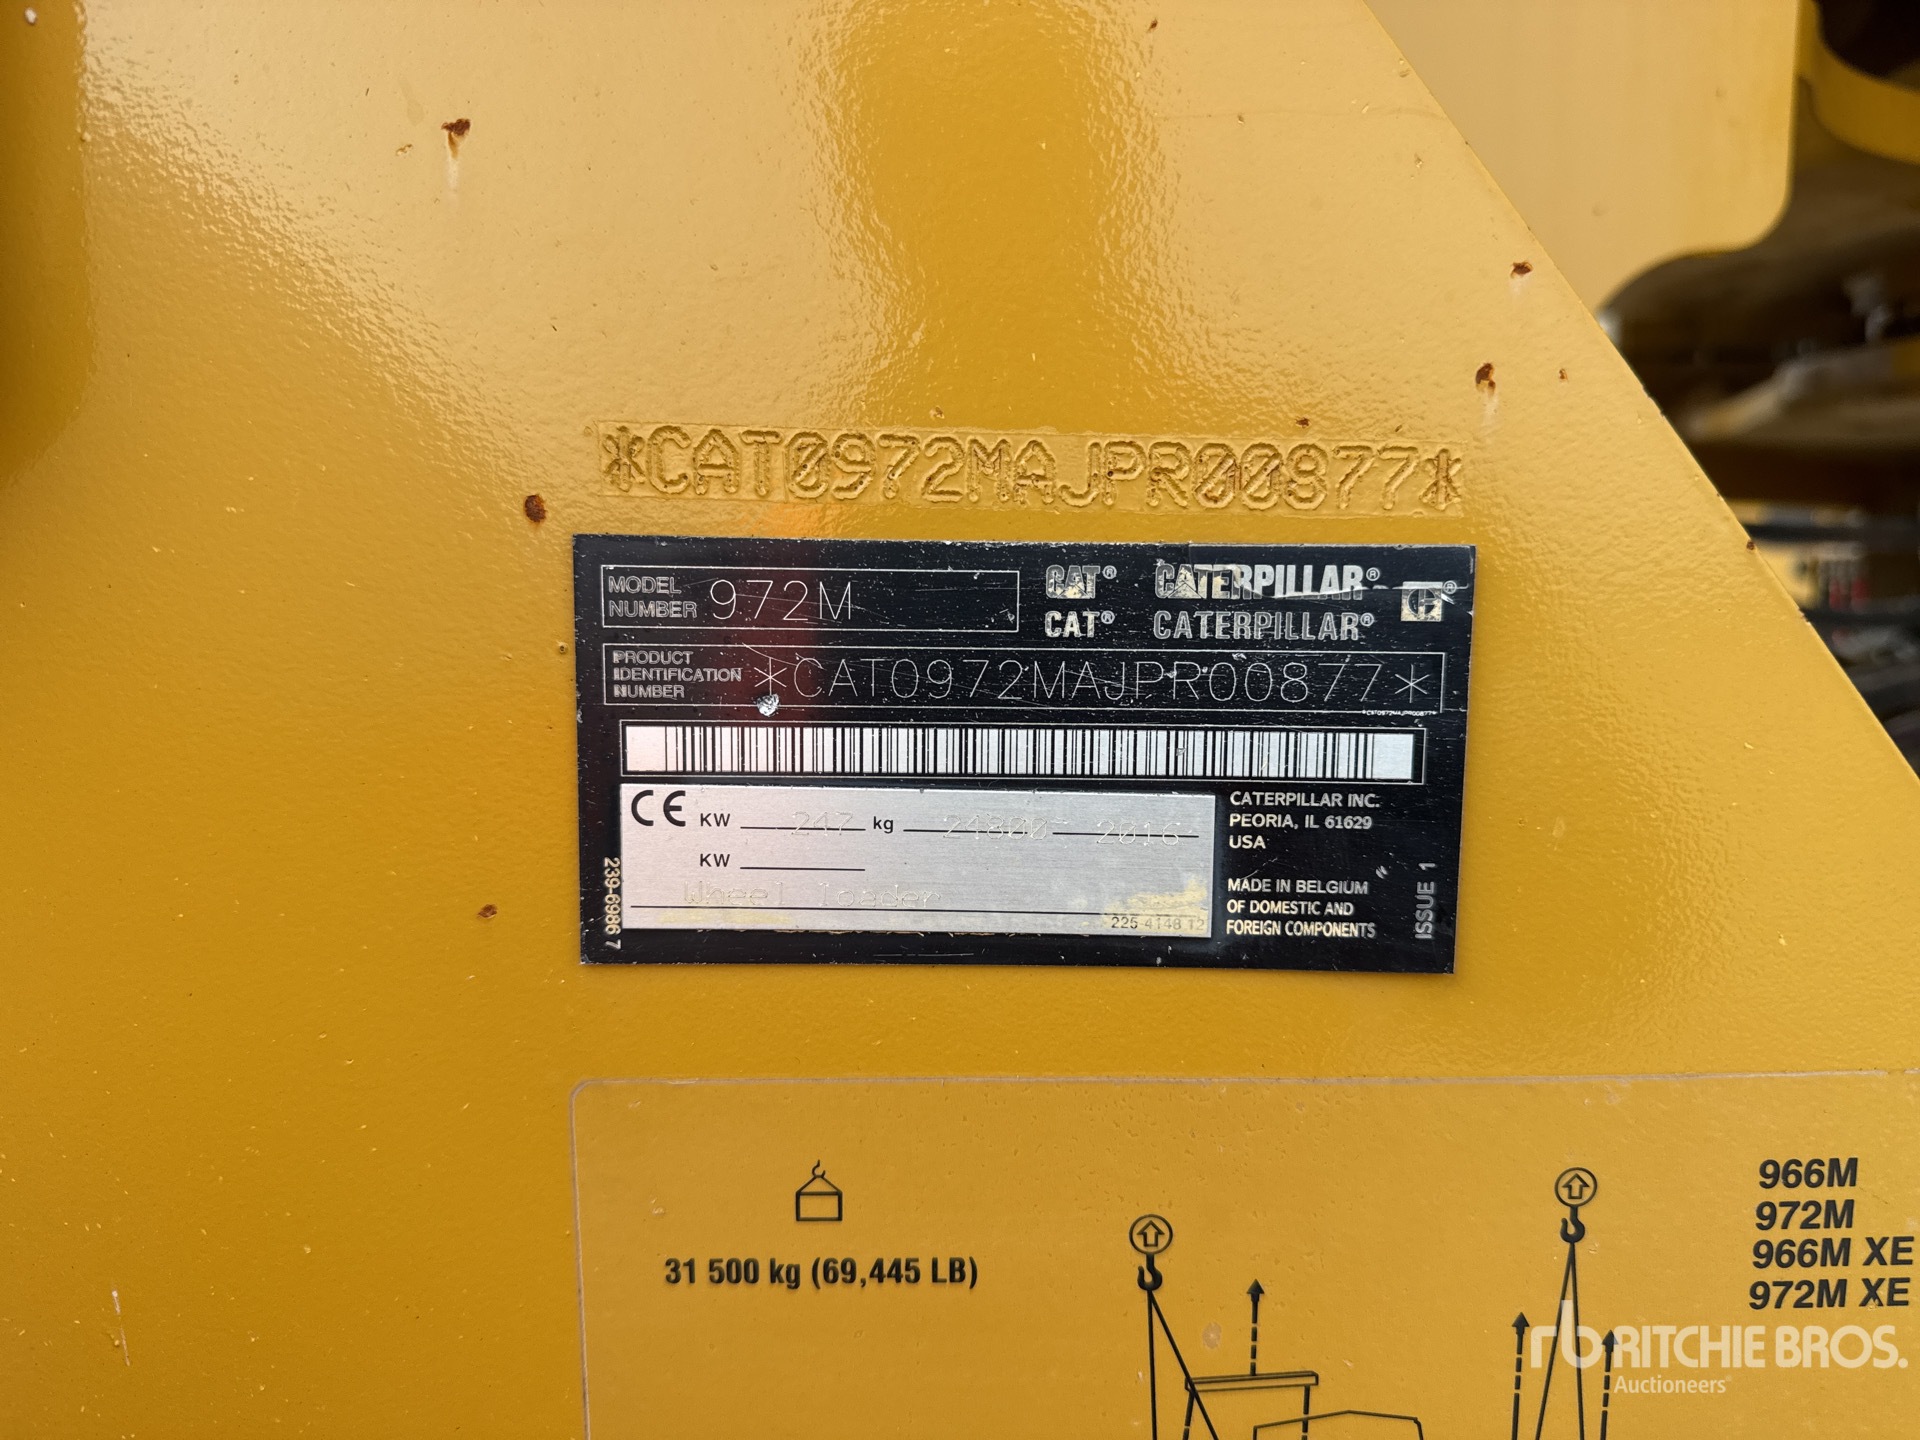 *CAT0972MAJPR00877*
MODEL NUMBER 972M
CAT® CATERPILLAR® ®
CAT® CATERPILLAR®
PRODUCT IDENTIFICATION NUMBER *CAT0972MAJPR00877*
*CAT0972MAJPR00877*
CE KW 247 kg 24800 2016
KW
Wheel loader
225-4148 12
239-6986 7
CATERPILLAR INC.
PEORIA, IL 61629
USA
MADE IN BELGIUM
OF DOMESTIC AND
FOREIGN COMPONENTS
ISSUE 1
31 500 kg (69,445 LB)
966M
972M
966M XE
972M XE
rb RITCHIE BROS.
Auctioneers